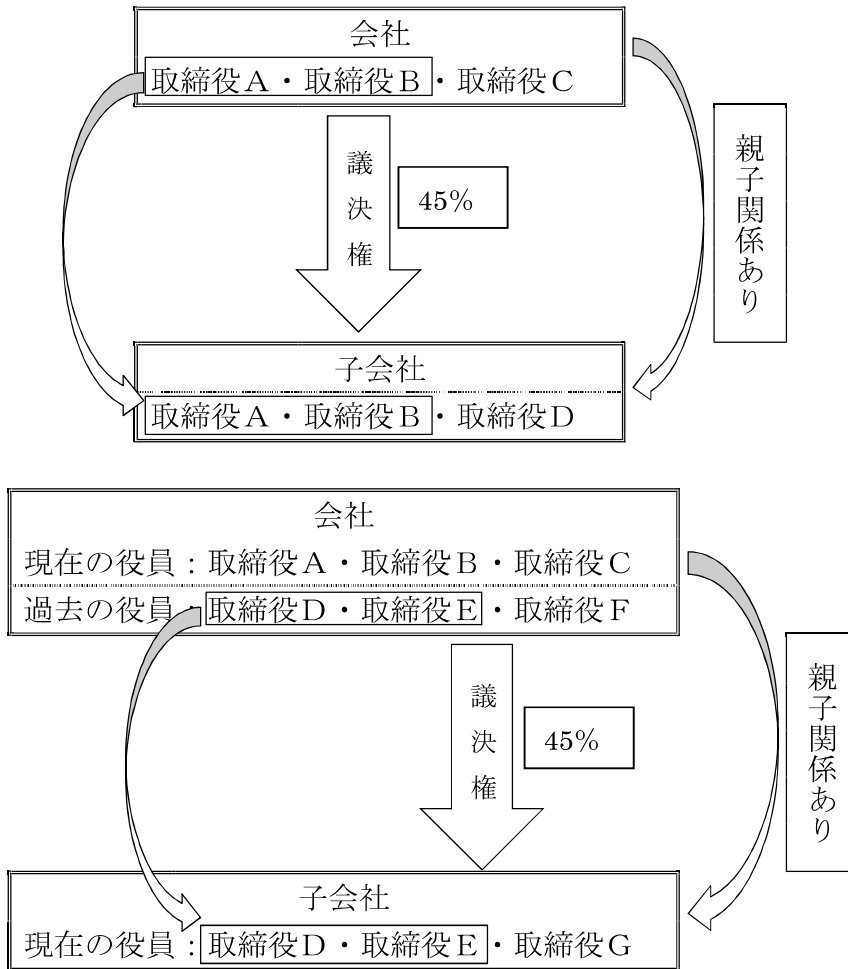 会社
取締役A・取締役B・取締役C
議決権
45%
親子関係あり
子会社
取締役A・取締役B・取締役D
会社
現在の役員：取締役A・取締役B・取締役C
過去の役員：取締役D・取締役E・取締役F
議決権
45%
親子関係あり
子会社
現在の役員：取締役D・取締役E・取締役G